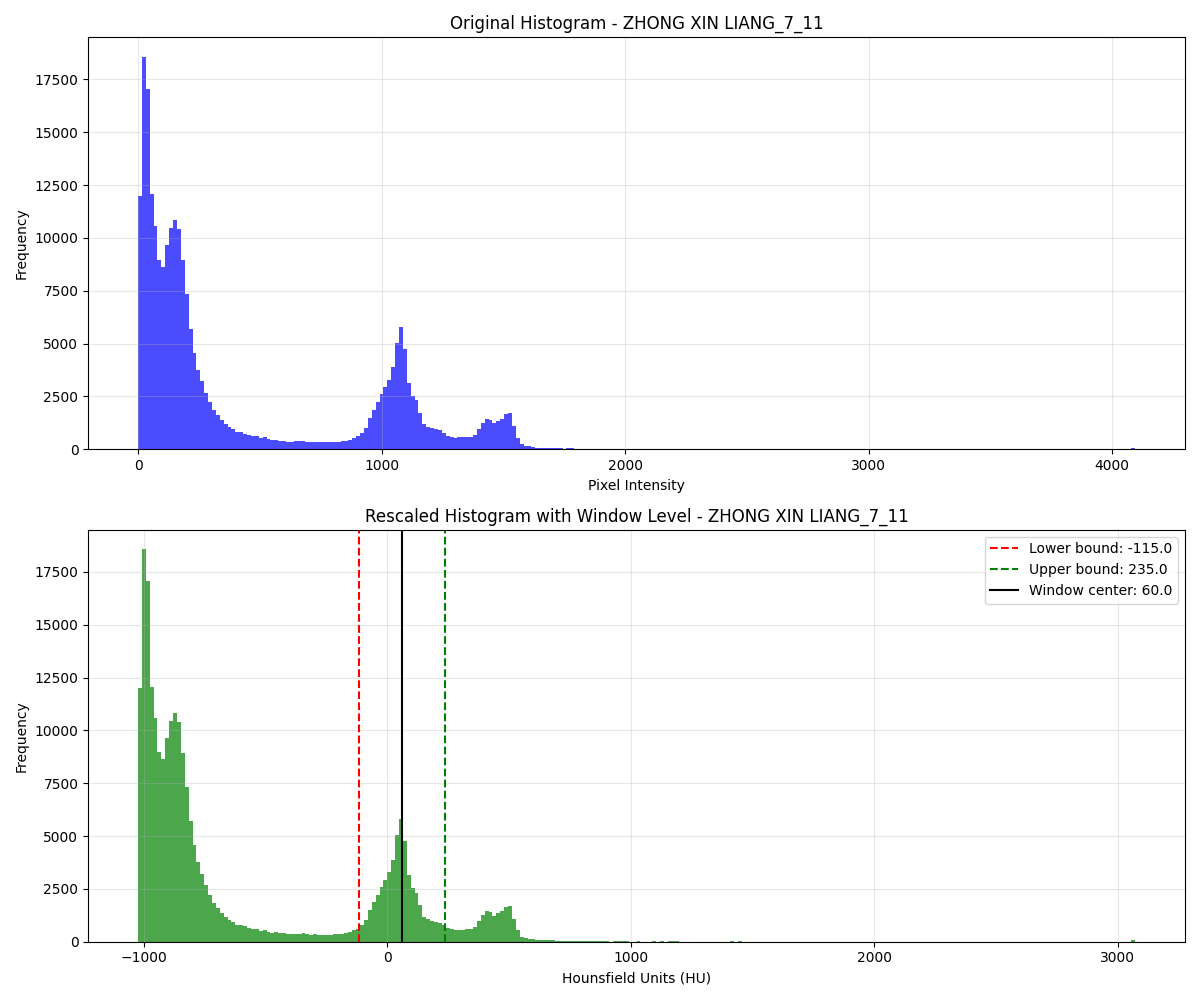 Original Histogram - ZHONG XIN LIANG_7_11
Frequency
17500
15000
12500
10000
7500
5000
2500
0
0 1000 2000 3000 4000
Pixel Intensity
Rescaled Histogram with Window Level - ZHONG XIN LIANG_7_11
Lower bound: -115.0
Upper bound: 235.0
Window center: 60.0
Frequency
17500
15000
12500
10000
7500
5000
2500
0
−1000 0 1000 2000 3000
Hounsfield Units (HU)